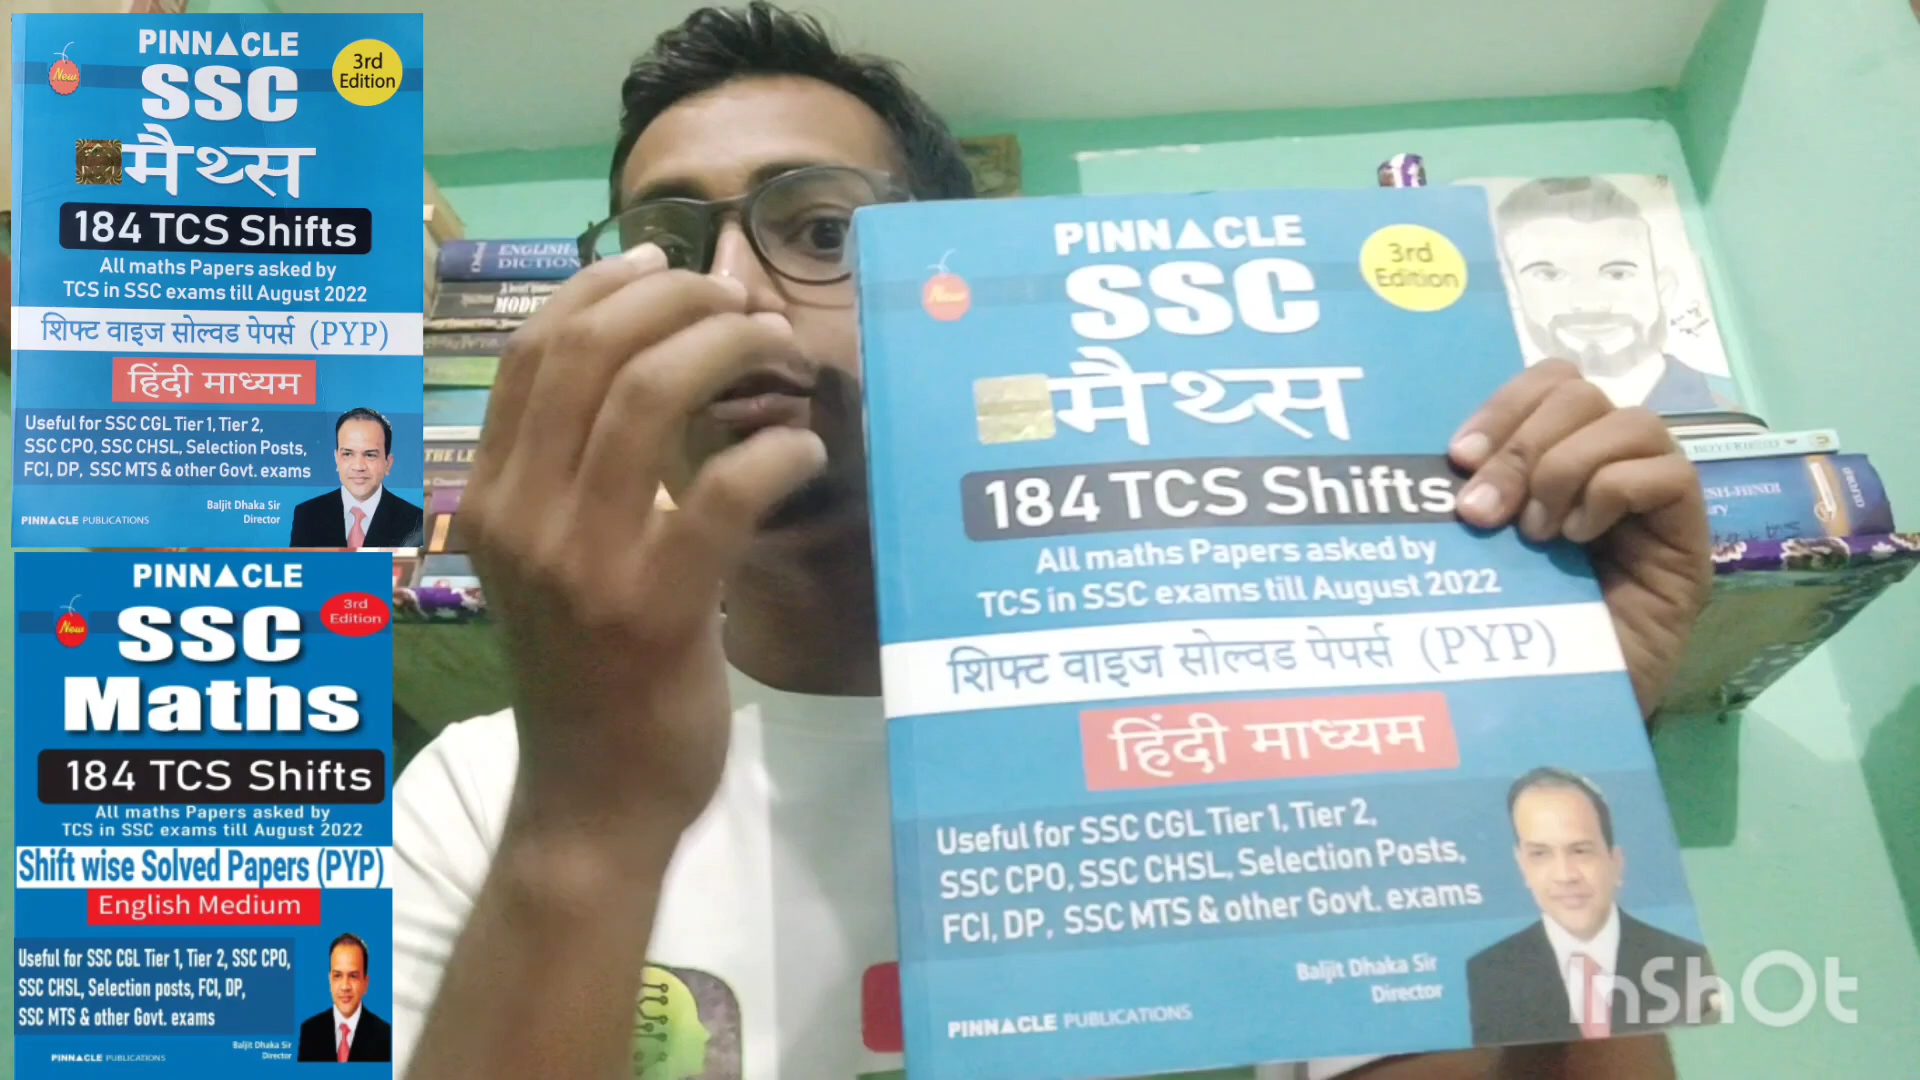 PINNACLE
New
3rd
Edition
SSC
मैथ्स
184 TCS Shifts
All maths Papers asked by
TCS in SSC exams till August 2022
शिफ्ट वाइज सोल्वड पेपर्स (PYP)
हिंदी माध्यम
Useful for SSC CGL Tier 1, Tier 2,
SSC CPO, SSC CHSL, Selection Posts,
FCI, DP, SSC MTS & other Govt. exams
Baljit Dhaka Sir
Director
PINNACLE PUBLICATIONS
PINNACLE
New
3rd
Edition
SSC
Maths
184 TCS Shifts
All maths Papers asked by
TCS in SSC exams till August 2022
Shift wise Solved Papers (PYP)
English Medium
Useful for SSC CGL Tier 1, Tier 2, SSC CPO,
SSC CHSL, Selection posts, FCI, DP,
SSC MTS & other Govt. exams
Baljit Dhaka Sir
Director
PINNACLE PUBLICATIONS
ENGLISH-
DICTION
THE LE
PINNACLE
New
3rd
Edition
SSC
मैथ्स
184 TCS Shifts
All maths Papers asked by
TCS in SSC exams till August 2022
शिफ्ट वाइज सोल्वड पेपर्स (PYP)
हिंदी माध्यम
Useful for SSC CGL Tier 1, Tier 2,
SSC CPO, SSC CHSL, Selection Posts,
FCI, DP, SSC MTS & other Govt. exams
Baljit Dhaka Sir
Director
PINNACLE PUBLICATIONS
InShOt